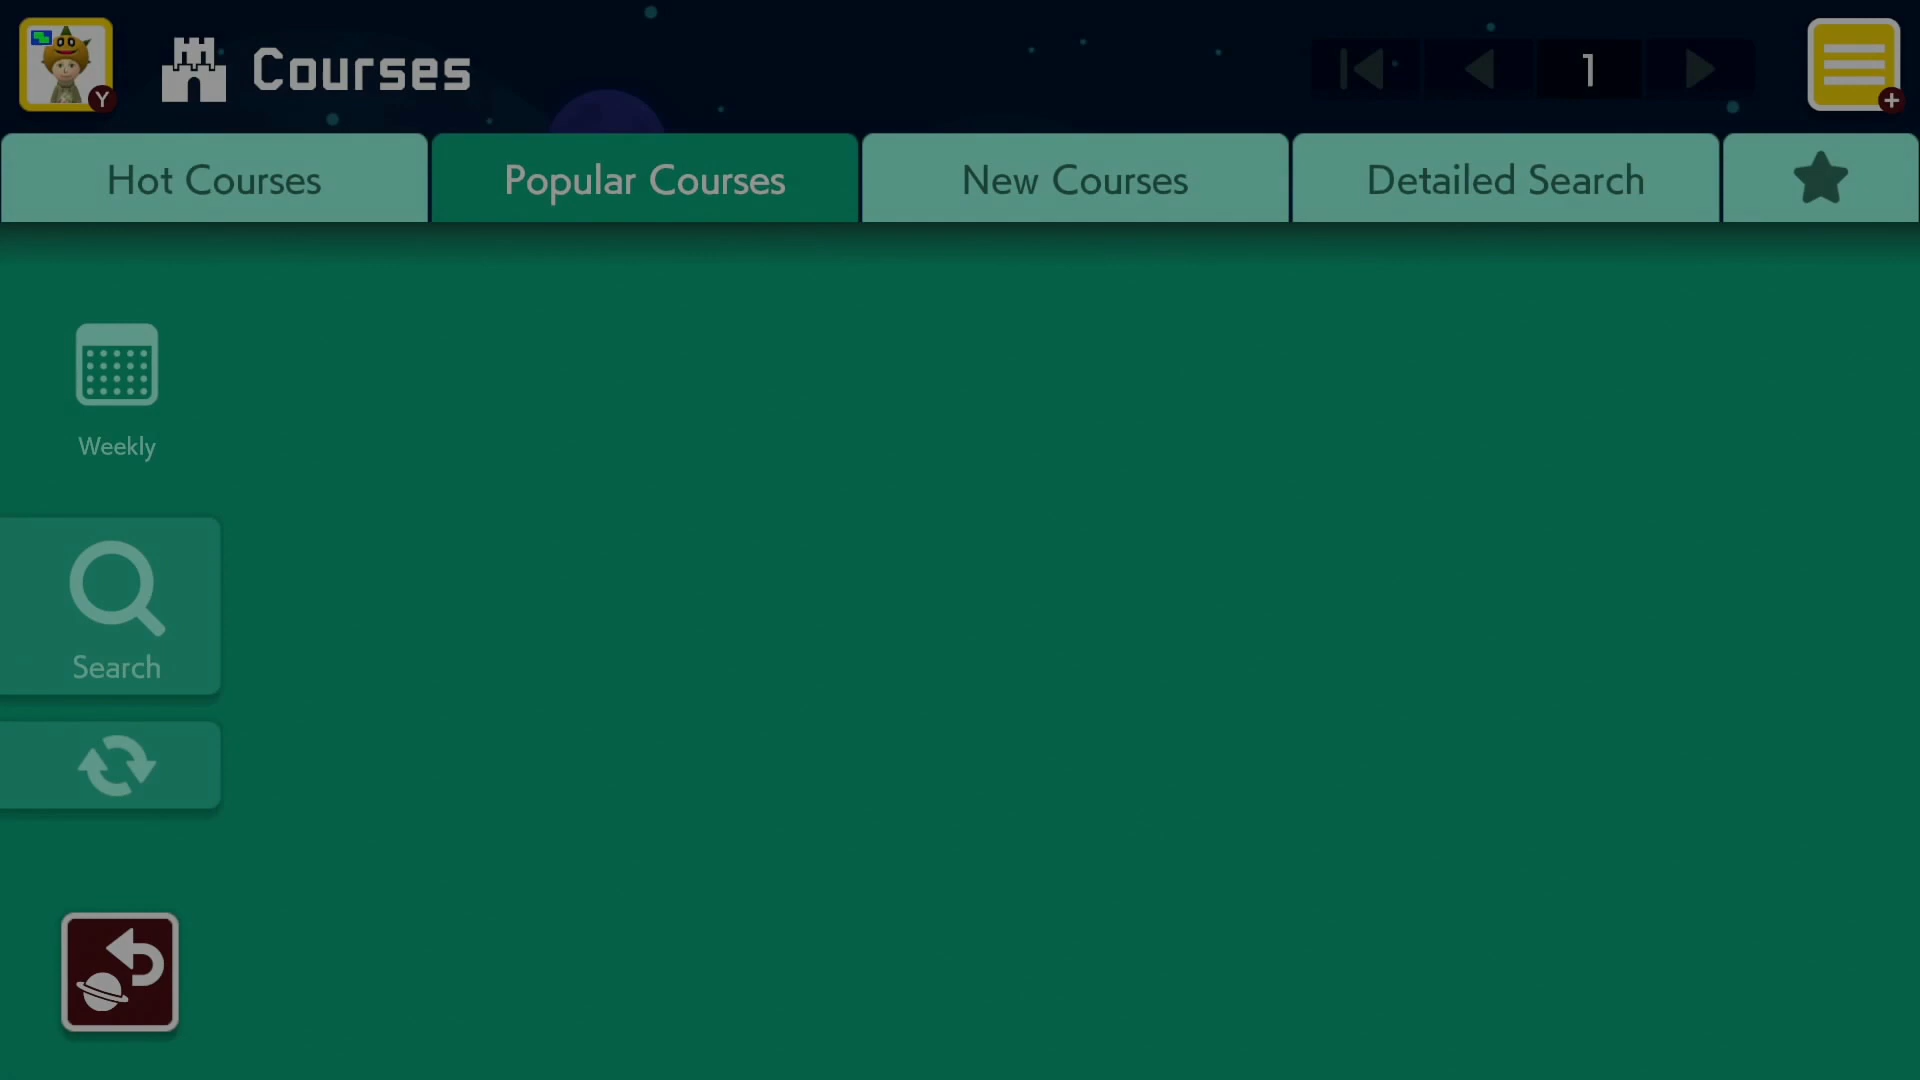 Y
Courses
1
+
Hot Courses
Popular Courses
New Courses
Detailed Search
Weekly
Search